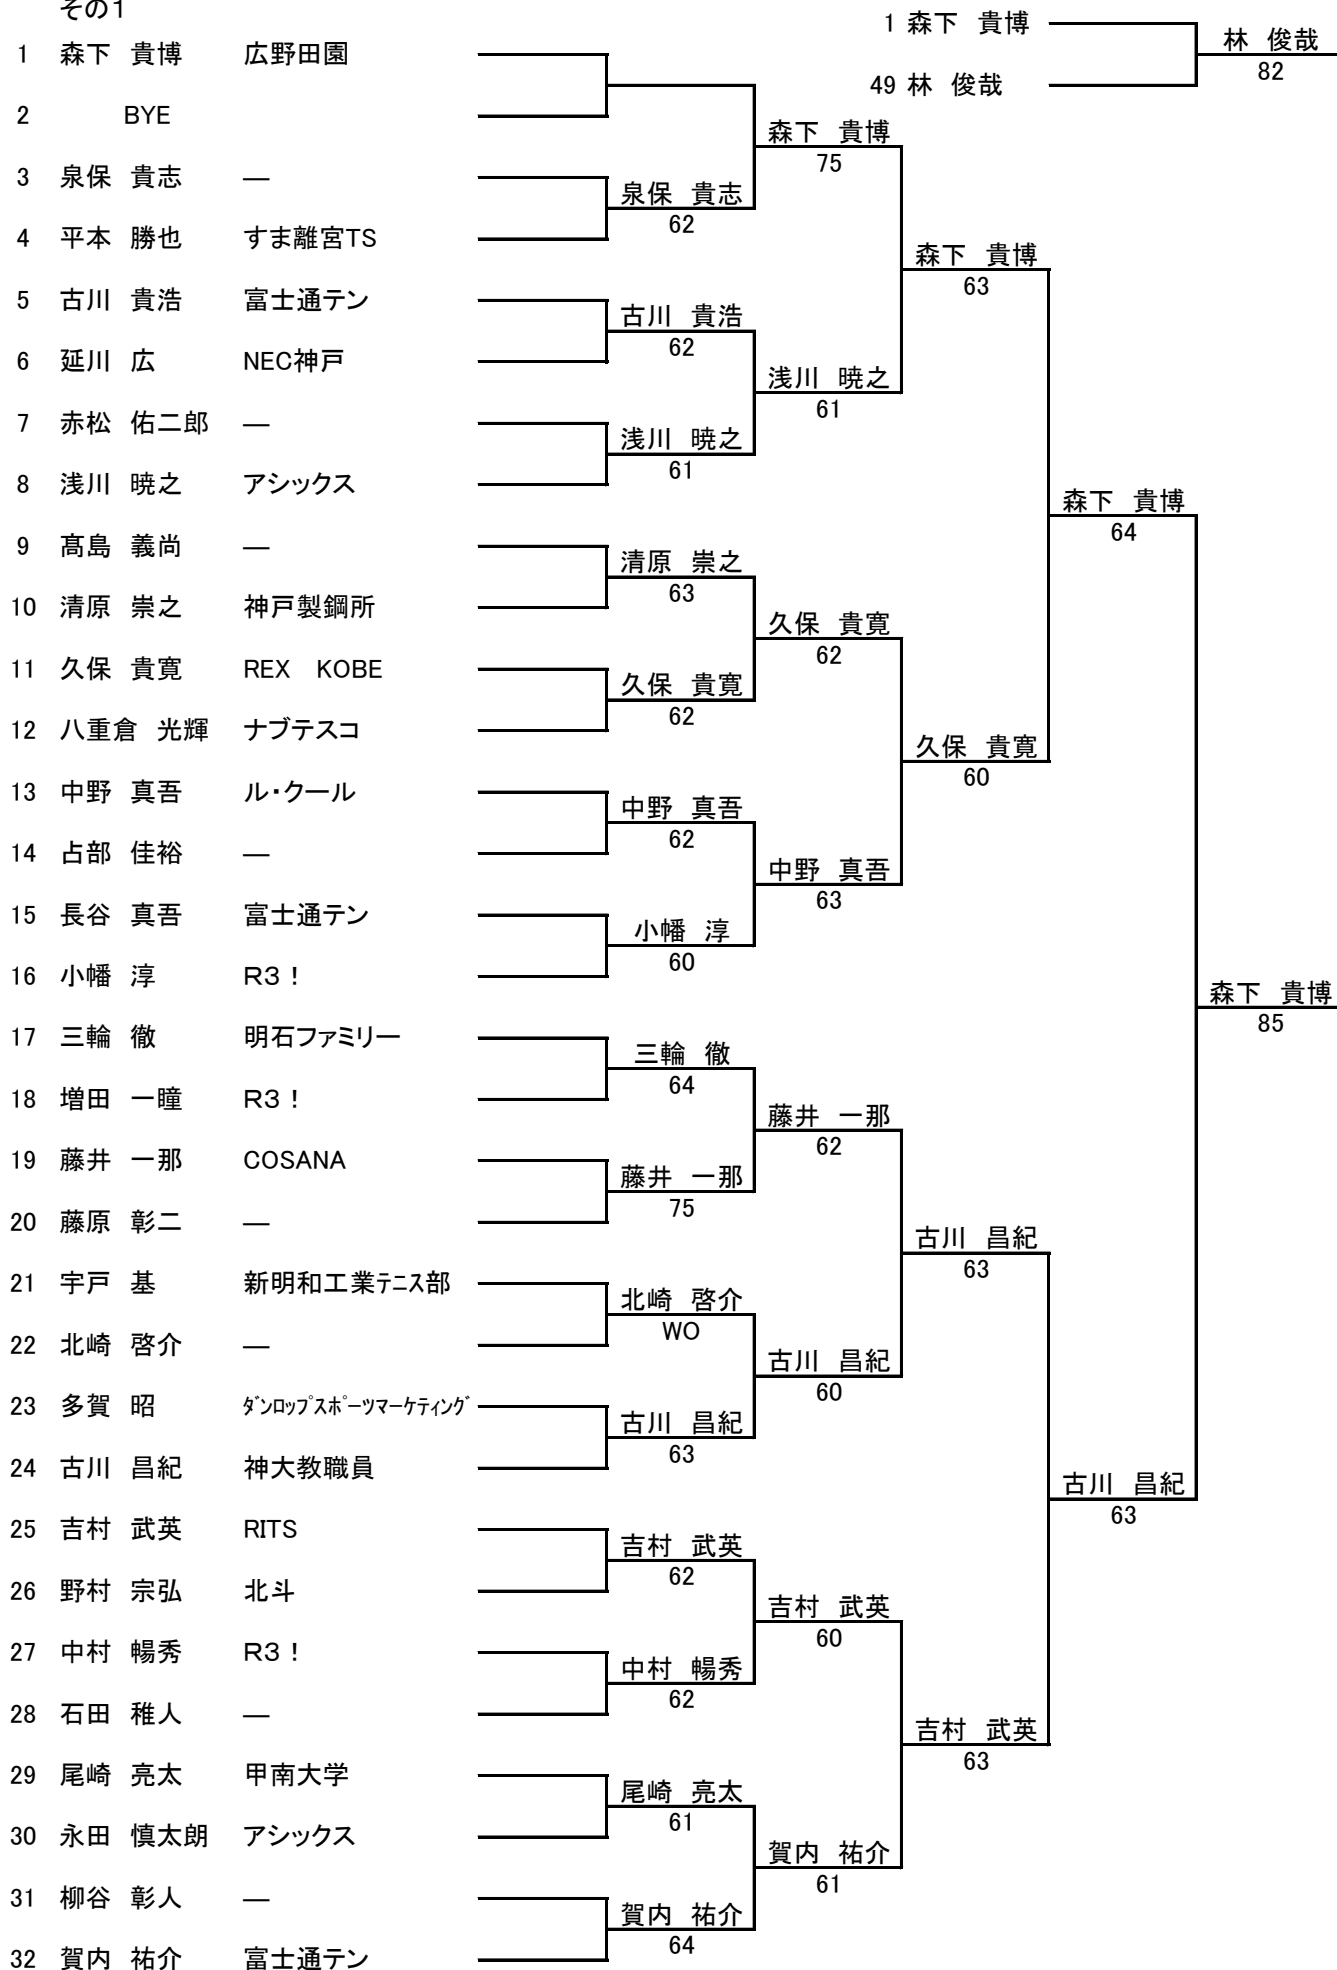 その1
1 森下 貴博
林 俊哉
82
49 林 俊哉
1 森下 貴博 広野田園
2 BYE
森下 貴博
75
3 泉保 貴志 ―
泉保 貴志
62
4 平本 勝也 すま離宮TS
森下 貴博
63
5 古川 貴浩 富士通テン
古川 貴浩
62
6 延川 広 NEC神戸
浅川 暁之
61
7 赤松 佑二郎 ―
浅川 暁之
61
8 浅川 暁之 アシックス
森下 貴博
64
9 髙島 義尚 ―
清原 崇之
63
10 清原 崇之 神戸製鋼所
久保 貴寛
62
11 久保 貴寛 REX KOBE
久保 貴寛
62
12 八重倉 光輝 ナブテスコ
久保 貴寛
60
13 中野 真吾 ル・クール
中野 真吾
62
14 占部 佳裕 ―
中野 真吾
63
15 長谷 真吾 富士通テン
小幡 淳
60
16 小幡 淳 R3!
森下 貴博
85
17 三輪 徹 明石ファミリー
三輪 徹
64
18 増田 一瞳 R3!
藤井 一那
62
19 藤井 一那 COSANA
藤井 一那
75
20 藤原 彰二 ―
古川 昌紀
63
21 宇戸 基 新明和工業テニス部
北崎 啓介
WO
22 北崎 啓介 ―
古川 昌紀
60
23 多賀 昭 ダンロップスポーツマーケティング
古川 昌紀
63
24 古川 昌紀 神大教職員
古川 昌紀
63
25 吉村 武英 RITS
吉村 武英
62
26 野村 宗弘 北斗
吉村 武英
60
27 中村 暢秀 R3!
中村 暢秀
62
28 石田 稚人 ―
吉村 武英
63
29 尾崎 亮太 甲南大学
尾崎 亮太
61
30 永田 慎太朗 アシックス
賀内 祐介
61
31 柳谷 彰人 ―
賀内 祐介
64
32 賀内 祐介 富士通テン